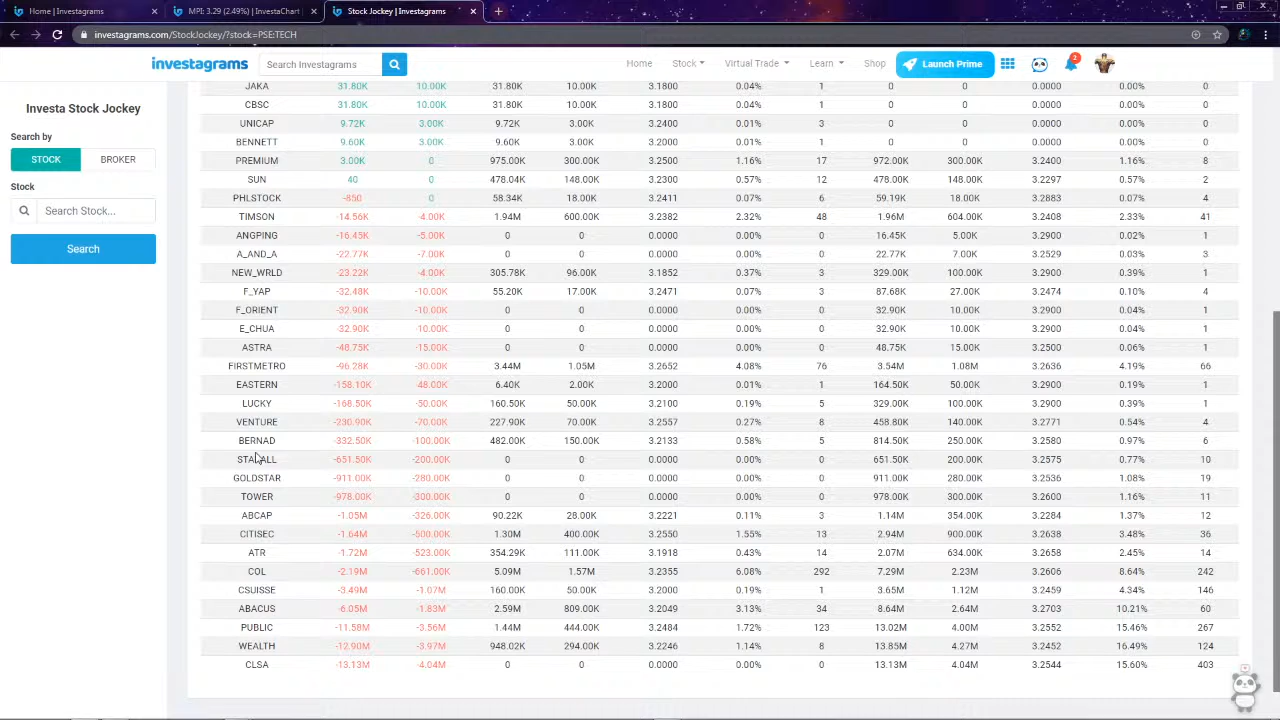 Home | Investagrams
MPI: 3.29 (2.49%) | InvestaChart
Stock Jockey | Investagrams
investagrams.com/StockJockey/?stock=PSE:TECH
investagrams
Search Investagrams
Home
Stock
Virtual Trade
Learn
Shop
Launch Prime
2
Investa Stock Jockey
Search by
STOCK
BROKER
Stock
Search Stock...
Search
JAKA 31.80K 10.00K 31.80K 10.00K 3.1800 0.04% 1 0 0 0.0000 0.00% 0
CBSC 31.80K 10.00K 31.80K 10.00K 3.1800 0.04% 1 0 0 0.0000 0.00% 0
UNICAP 9.72K 3.00K 9.72K 3.00K 3.2400 0.01% 3 0 0 0.0000 0.00% 0
BENNETT 9.60K 3.00K 9.60K 3.00K 3.2000 0.01% 1 0 0 0.0000 0.00% 0
PREMIUM 3.00K 0 975.00K 300.00K 3.2500 1.16% 17 972.00K 300.00K 3.2400 1.16% 8
SUN 40 0 478.04K 148.00K 3.2300 0.57% 12 478.00K 148.00K 3.2297 0.57% 2
PHLSTOCK -850 0 58.34K 18.00K 3.2411 0.07% 6 59.19K 18.00K 3.2883 0.07% 4
TIMSON -14.56K -4.00K 1.94M 600.00K 3.2382 2.32% 48 1.96M 604.00K 3.2408 2.33% 41
ANGPING -16.45K -5.00K 0 0 0.0000 0.00% 0 16.45K 5.00K 3.2900 0.02% 1
A_AND_A -22.77K -7.00K 0 0 0.0000 0.00% 0 22.77K 7.00K 3.2529 0.03% 3
NEW_WRLD -23.22K -4.00K 305.78K 96.00K 3.1852 0.37% 3 329.00K 100.00K 3.2900 0.39% 1
F_YAP -32.48K -10.00K 55.20K 17.00K 3.2471 0.07% 3 87.68K 27.00K 3.2474 0.10% 4
F_ORIENT -32.90K -10.00K 0 0 0.0000 0.00% 0 32.90K 10.00K 3.2900 0.04% 1
E_CHUA -32.90K -10.00K 0 0 0.0000 0.00% 0 32.90K 10.00K 3.2900 0.04% 1
ASTRA -48.75K -15.00K 0 0 0.0000 0.00% 0 48.75K 15.00K 3.2500 0.06% 1
FIRSTMETRO -96.28K -30.00K 3.44M 1.05M 3.2652 4.08% 76 3.54M 1.08M 3.2636 4.19% 66
EASTERN -158.10K -48.00K 6.40K 2.00K 3.2000 0.01% 1 164.50K 50.00K 3.2900 0.19% 1
LUCKY -168.50K -50.00K 160.50K 50.00K 3.2100 0.19% 5 329.00K 100.00K 3.2900 0.39% 1
VENTURE -230.90K -70.00K 227.90K 70.00K 3.2557 0.27% 8 458.80K 140.00K 3.2771 0.54% 4
BERNAD -332.50K -100.00K 482.00K 150.00K 3.2133 0.58% 5 814.50K 250.00K 3.2580 0.97% 6
-651.50K -200.00K 0 0 0.0000 0.00% 0 651.50K 200.00K 3.2575 0.77% 10
GOLDSTAR -911.00K -280.00K 0 0 0.0000 0.00% 0 911.00K 280.00K 3.2536 1.08% 19
TOWER -978.00K -300.00K 0 0 0.0000 0.00% 0 978.00K 300.00K 3.2600 1.16% 11
ABCAP -1.05M -326.00K 90.22K 28.00K 3.2221 0.11% 3 1.14M 354.00K 3.2284 1.37% 12
CITISEC -1.64M -500.00K 1.30M 400.00K 3.2550 1.55% 13 2.94M 900.00K 3.2638 3.48% 36
ATR -1.72M -523.00K 354.29K 111.00K 3.1918 0.43% 14 2.07M 634.00K 3.2658 2.45% 14
COL -2.19M -661.00K 5.09M 1.57M 3.2355 6.08% 292 7.29M 2.23M 3.2606 8.64% 242
CSUISSE -3.49M -1.07M 160.00K 50.00K 3.2000 0.19% 1 3.65M 1.12M 3.2459 4.34% 146
ABACUS -6.05M -1.83M 2.59M 809.00K 3.2049 3.13% 34 8.64M 2.64M 3.2703 10.21% 60
PUBLIC -11.58M -3.56M 1.44M 444.00K 3.2484 1.72% 123 13.02M 4.00M 3.2552 15.46% 267
WEALTH -12.90M -3.97M 948.02K 294.00K 3.2246 1.14% 8 13.85M 4.27M 3.2452 16.49% 124
CLSA -13.13M -4.04M 0 0 0.0000 0.00% 0 13.13M 4.04M 3.2544 15.60% 403